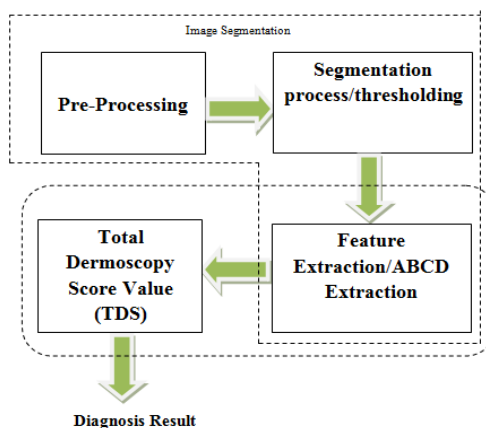 Image Segmentation
Pre-Processing
Segmentation
process/thresholding
Total
Dermoscopy
Score Value
(TDS)
Feature
Extraction/ABCD
Extraction
Diagnosis Result